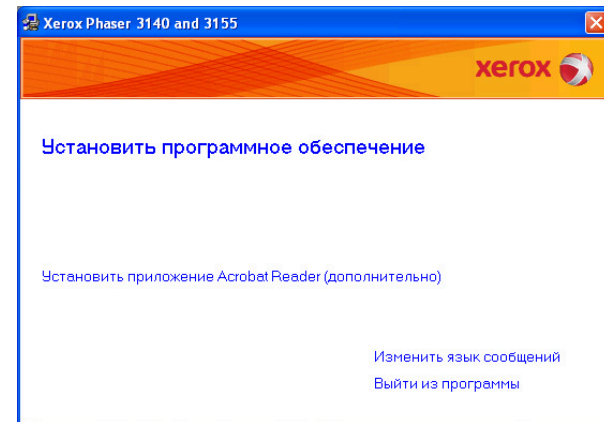 Xerox Phaser 3140 and 3155
xerox
Установить программное обеспечение
Установить приложение Acrobat Reader (дополнительно)
Изменить язык сообщений
Выйти из программы